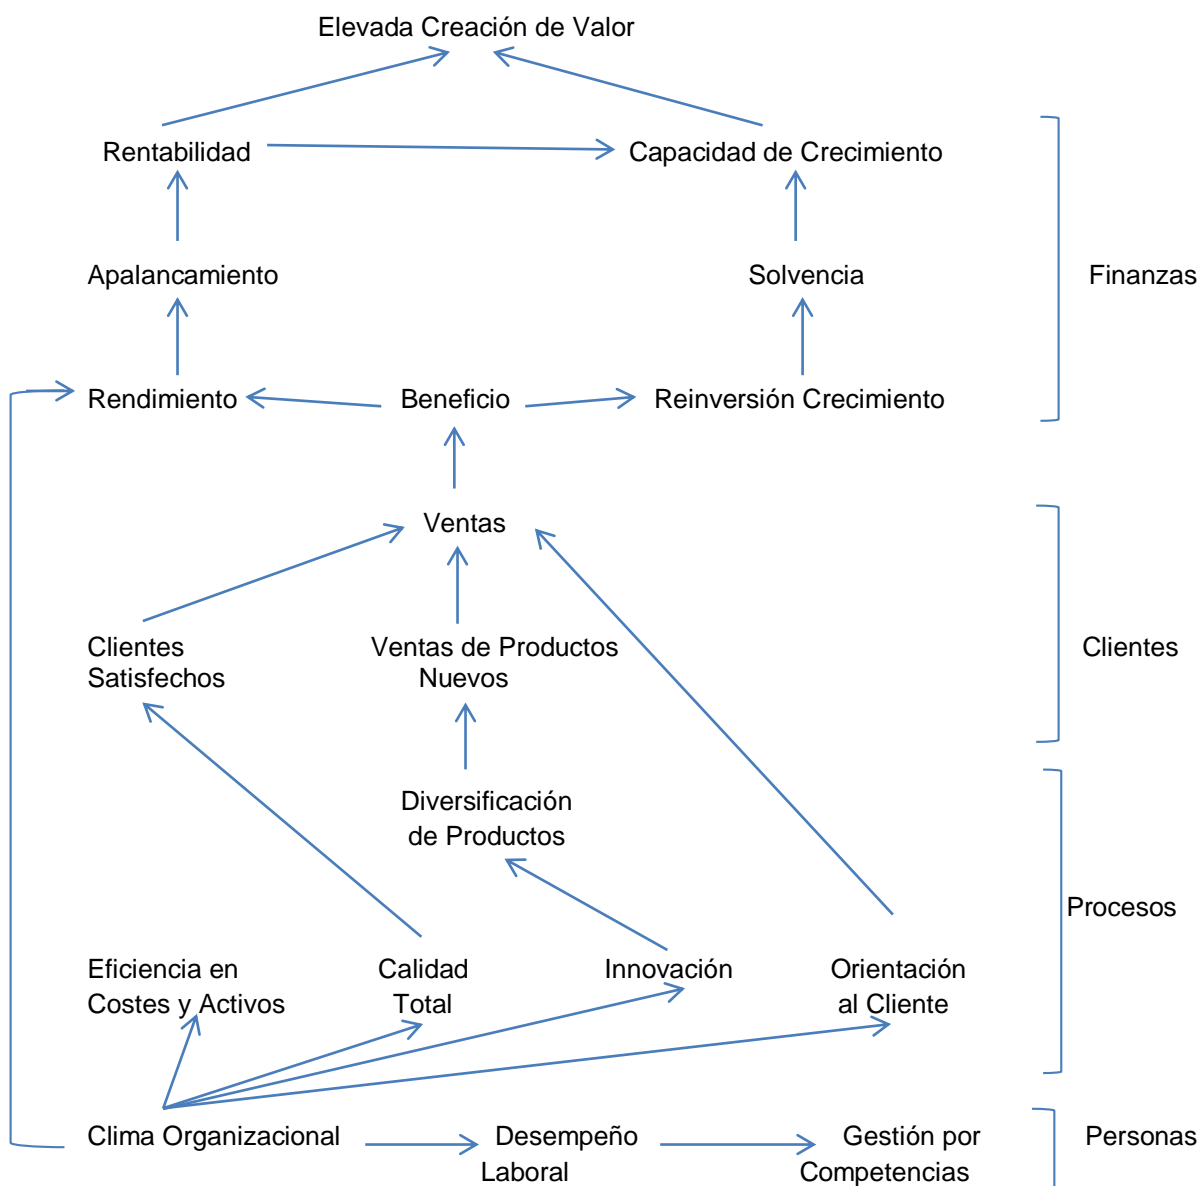 Elevada Creación de Valor
Rentabilidad Capacidad de Crecimiento
Apalancamiento Solvencia Finanzas
Rendimiento Beneficio Reinversión Crecimiento
Ventas
Clientes Ventas de Productos Clientes
Satisfechos Nuevos
Diversificación
de Productos
Procesos
Eficiencia en Calidad Innovación Orientación
Costes y Activos Total al Cliente
Clima Organizacional Desempeño Gestión por Personas
Laboral Competencias